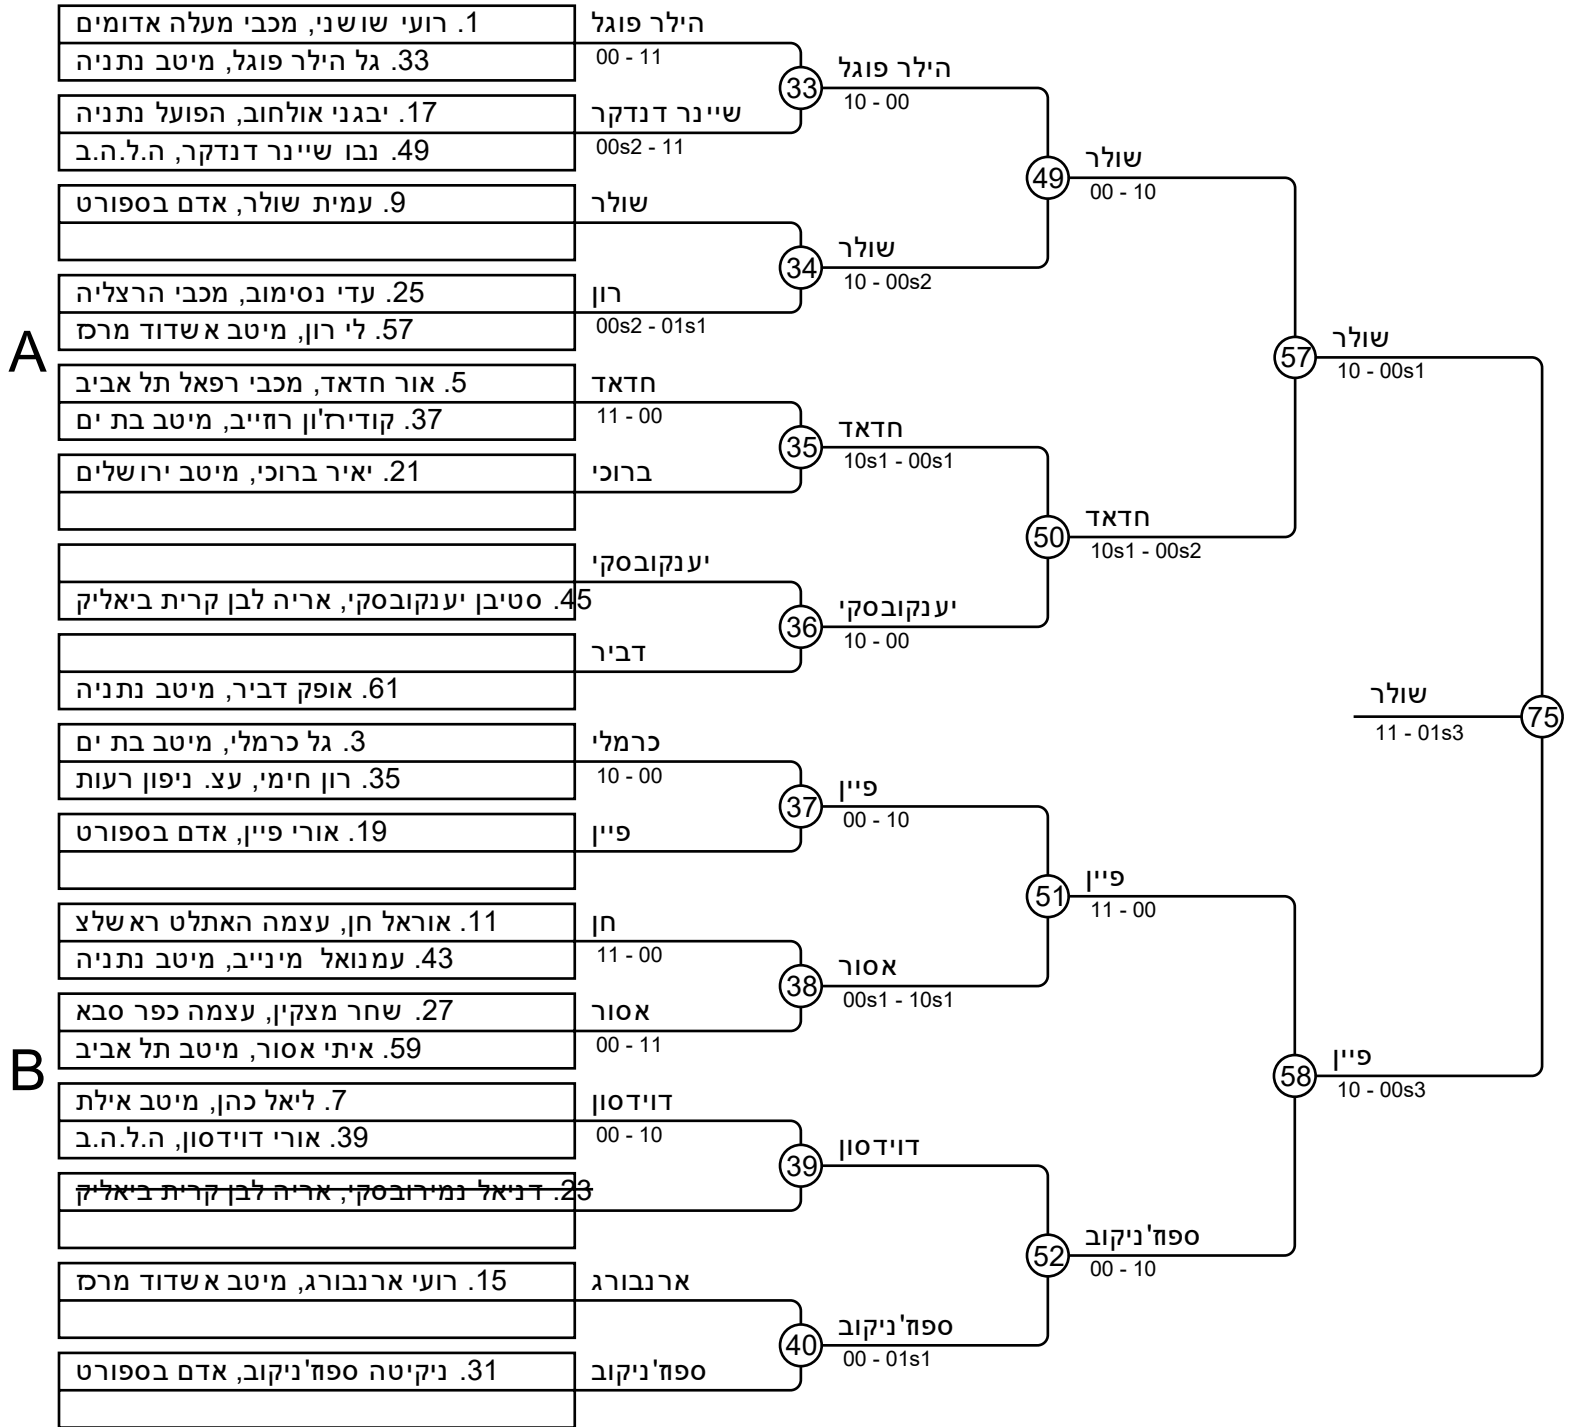 A
1. רועי שושני, מכבי מעלה אדומים
33. גל הילר פוגל, מיטב נתניה
17. יבגני אולחוב, הפועל נתניה
49. נבו שיינר דנדקר, ה.ל.ה.ב
9. עמית שולר, אדם בספורט
25. עדי נסימוב, מכבי הרצליה
57. לי רון, מיטב אשדוד מרכז
5. אור חדאד, מכבי רפאל תל אביב
37. קודירז'ון רוזייב, מיטב בת ים
21. יאיר ברוכי, מיטב ירושלים
45. סטיבן יענקובסקי, אריה לבן קרית ביאליק
61. אופק דביר, מיטב נתניה
B
3. גל כרמלי, מיטב בת ים
35. רון חימי, עצ. ניפון רעות
19. אורי פיין, אדם בספורט
11. אוראל חן, עצמה האתלט ראשלצ
43. עמנואל מינייב, מיטב נתניה
27. שחר מצקין, עצמה כפר סבא
59. איתי אסור, מיטב תל אביב
7. ליאל כהן, מיטב אילת
39. אורי דוידסון, ה.ל.ה.ב
23. דניאל נמירובסקי, אריה לבן קרית ביאליק
15. רועי ארנבורג, מיטב אשדוד מרכז
31. ניקיטה ספוז'ניקוב, אדם בספורט
הילר פוגל
00 - 11
שיינר דנדקר
00s2 - 11
שולר
רון
00s2 - 01s1
חדאד
11 - 00
ברוכי
יענקובסקי
דביר
כרמלי
10 - 00
פיין
חן
11 - 00
אסור
00 - 11
דוידסון
00 - 10
ארנבורג
ספוז'ניקוב
33
הילר פוגל
10 - 00
34
שולר
10 - 00s2
35
חדאד
10s1 - 00s1
36
יענקובסקי
10 - 00
37
פיין
00 - 10
38
אסור
00s1 - 10s1
39
דוידסון
40
ספוז'ניקוב
00 - 01s1
49
שולר
00 - 10
50
חדאד
10s1 - 00s2
51
פיין
11 - 00
52
ספוז'ניקוב
00 - 10
57
שולר
10 - 00s1
58
פיין
10 - 00s3
75
שולר
11 - 01s3